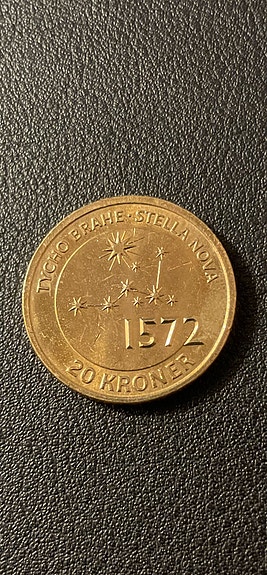 TYCHO BRAHE · STELLA NOVA
1572
20 KRONER